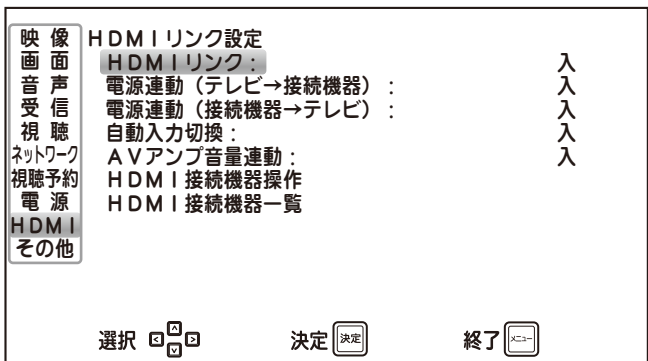 映 像
画 面
音 声
受 信
視 聴
ネットワーク
視聴予約
電 源
HDMI
その他
HDMIリンク設定
HDMIリンク： 入
電源連動（テレビ→接続機器）： 入
電源連動（接続機器→テレビ）： 入
自動入力切換： 入
AVアンプ音量連動： 入
HDMI接続機器操作
HDMI接続機器一覧
選択 決定 決定 終了 メニュー